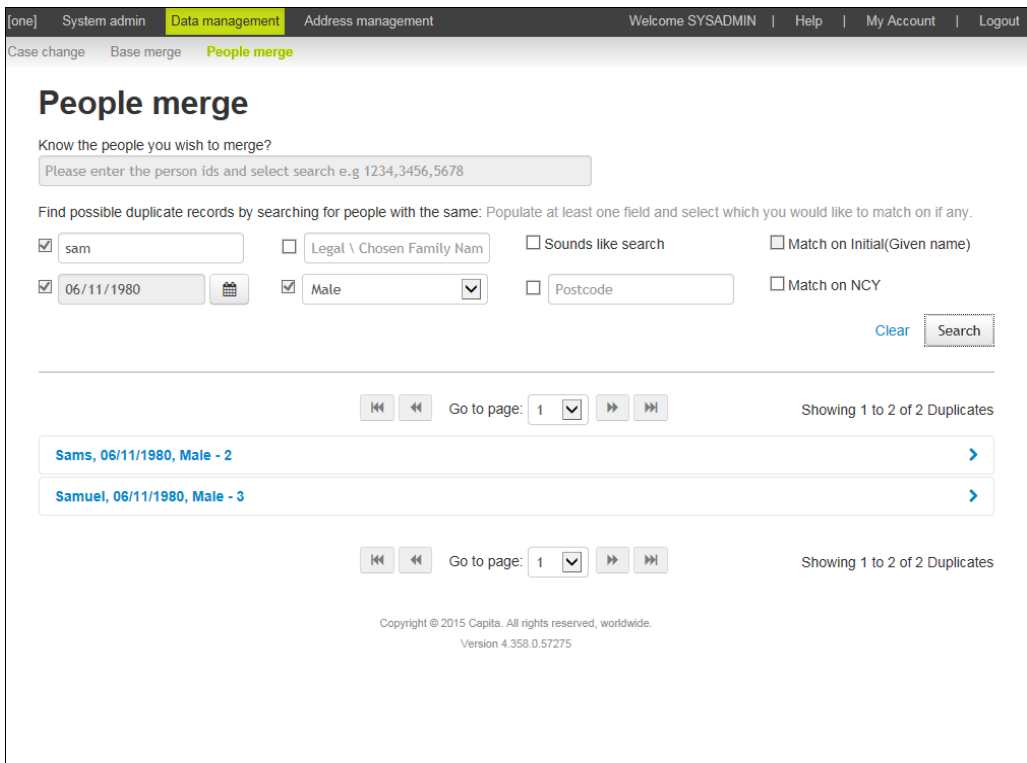 [one] System admin Data management Address management Welcome SYSADMIN | Help | My Account | Logout
Case change Base merge People merge
People merge
Know the people you wish to merge?
Please enter the person ids and select search e.g 1234,3456,5678
Find possible duplicate records by searching for people with the same: Populate at least one field and select which you would like to match on if any.
sam Legal \ Chosen Family Nam Sounds like search Match on Initial(Given name)
06/11/1980 Male Postcode Match on NCY
Clear Search
Go to page: 1 Showing 1 to 2 of 2 Duplicates
Sams, 06/11/1980, Male - 2
Samuel, 06/11/1980, Male - 3
Go to page: 1 Showing 1 to 2 of 2 Duplicates
Copyright © 2015 Capita. All rights reserved, worldwide.
Version 4.358.0.57275